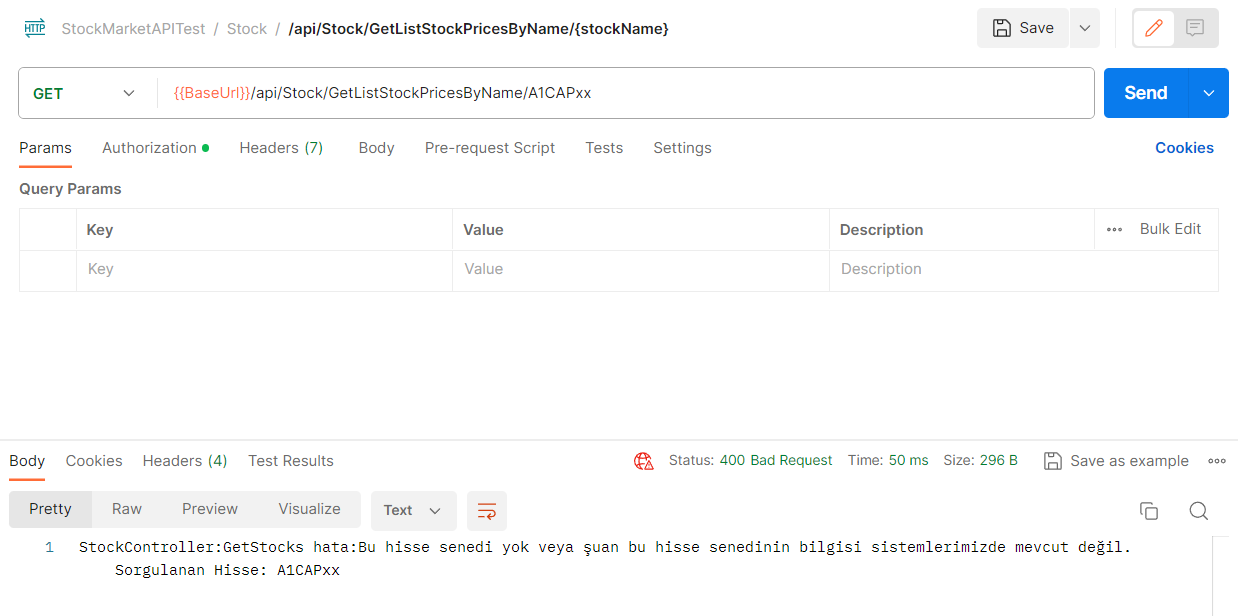 HTTP StockMarketAPITest / Stock / /api/Stock/GetListStockPricesByName/{stockName} Save
GET {{BaseUrl}}/api/Stock/GetListStockPricesByName/A1CAPxx Send
Params Authorization Headers (7) Body Pre-request Script Tests Settings Cookies
Query Params
Key Value Description Bulk Edit
Key Value Description
Body Cookies Headers (4) Test Results Status: 400 Bad Request Time: 50 ms Size: 296 B Save as example
Pretty Raw Preview Visualize Text
1 StockController:GetStocks hata:Bu hisse senedi yok veya şuan bu hisse senedinin bilgisi sistemlerimizde mevcut değil.
Sorgulanan Hisse: A1CAPxx